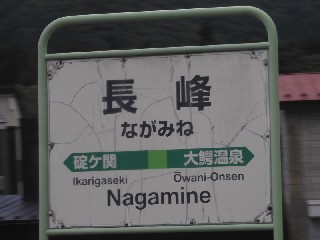 長峰
ながみね
碇ケ関 大鰐温泉
Ikarigaseki Ōwani-Onsen
Nagamine